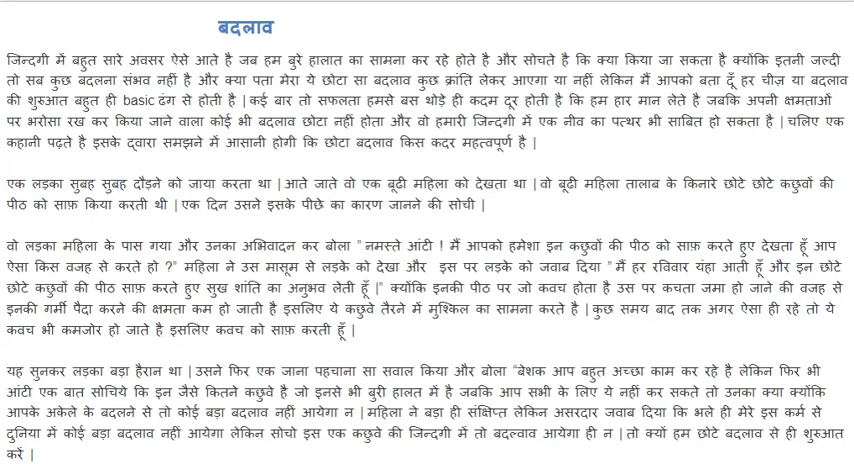 बदलाव
जिन्दगी में बहुत सारे अवसर ऐसे आते है जब हम बुरे हालात का सामना कर रहे होते है और सोचते है कि क्या किया जा सकता है क्योंकि इतनी जल्दी
तो सब कुछ बदलना संभव नहीं है और क्या पता मेरा ये छोटा सा बदलाव कुछ क्रांति लेकर आएगा या नहीं लेकिन मैं आपको बता दूँ हर चीज़ या बदलाव
की शुरुआत बहुत ही basic ढंग से होती है | कई बार तो सफलता हमसे बस थोड़े ही कदम दूर होती है कि हम हार मान लेते है जबकि अपनी क्षमताओं
पर भरोसा रख कर किया जाने वाला कोई भी बदलाव छोटा नहीं होता और वो हमारी जिन्दगी में एक नीव का पत्थर भी साबित हो सकता है | चलिए एक
कहानी पढ़ते है इसके द्वारा समझने में आसानी होगी कि छोटा बदलाव किस कदर महत्वपूर्ण है |
एक लड़का सुबह सुबह दौड़ने को जाया करता था | आते जाते वो एक बूढी महिला को देखता था | वो बूढी महिला तालाब के किनारे छोटे छोटे कछुवों की
पीठ को साफ़ किया करती थी | एक दिन उसने इसके पीछे का कारण जानने की सोची |
वो लड़का महिला के पास गया और उनका अभिवादन कर बोला " नमस्ते आंटी ! मैं आपको हमेशा इन कछुवों की पीठ को साफ़ करते हुए देखता हूँ आप
ऐसा किस वजह से करते हो ?" महिला ने उस मासूम से लड़के को देखा और इस पर लड़के को जवाब दिया " मैं हर रविवार यंहा आती हूँ और इन छोटे
छोटे कछुवों की पीठ साफ़ करते हुए सुख शांति का अनुभव लेती हूँ |" क्योंकि इनकी पीठ पर जो कवच होता है उस पर कचता जमा हो जाने की वजह से
इनकी गर्मी पैदा करने की क्षमता कम हो जाती है इसलिए ये कछुवे तैरने में मुश्किल का सामना करते है | कुछ समय बाद तक अगर ऐसा ही रहे तो ये
कवच भी कमजोर हो जाते है इसलिए कवच को साफ़ करती हूँ |
यह सुनकर लड़का बड़ा हैरान था | उसने फिर एक जाना पहचाना सा सवाल किया और बोला "बेशक आप बहुत अच्छा काम कर रहे है लेकिन फिर भी
आंटी एक बात सोचिये कि इन जैसे कितने कछुवे है जो इनसे भी बुरी हालत में है जबकि आप सभी के लिए ये नहीं कर सकते तो उनका क्या क्योंकि
आपके अकेले के बदलने से तो कोई बड़ा बदलाव नहीं आयेगा न | महिला ने बड़ा ही संक्षिप्त लेकिन असरदार जवाब दिया कि भले ही मेरे इस कर्म से
दुनिया में कोई बड़ा बदलाव नहीं आयेगा लेकिन सोचो इस एक कछुवे की जिन्दगी में तो बदल्वाव आयेगा ही न | तो क्यों हम छोटे बदलाव से ही शुरुआत
करें |